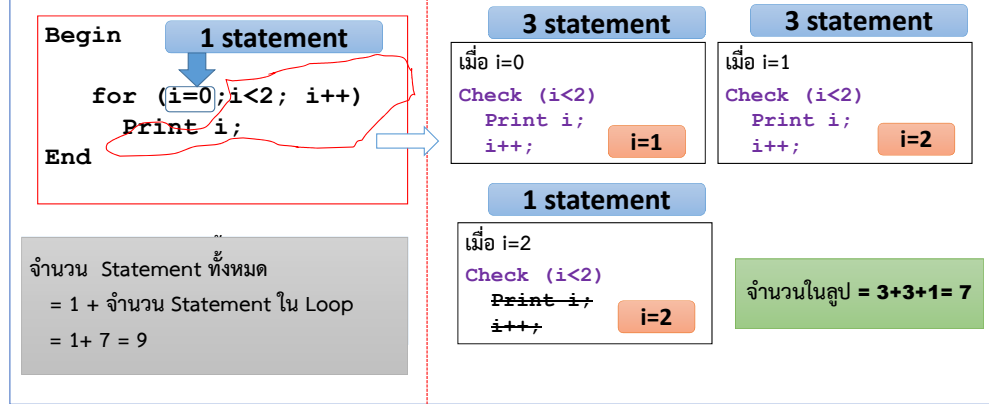 Begin
1 statement
for (i=0;i<2; i++)
Print i;
End
จำนวน Statement ทั้งหมด
= 1 + จำนวน Statement ใน Loop
= 1+ 7 = 9
3 statement
เมื่อ i=0
Check (i<2)
Print i;
i++;
i=1
3 statement
เมื่อ i=1
Check (i<2)
Print i;
i++;
i=2
1 statement
เมื่อ i=2
Check (i<2)
Print i;
i++;
i=2
จำนวนในลูป = 3+3+1= 7